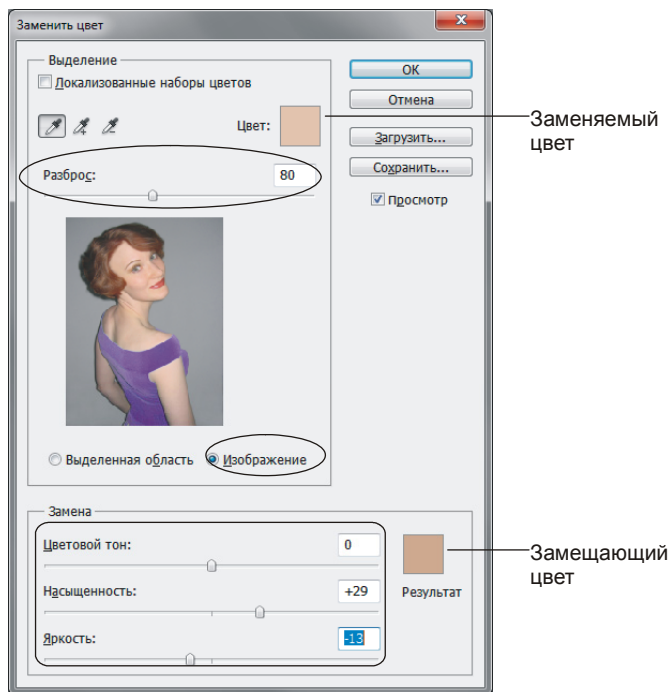 Заменить цвет
Выделение
Локализованные наборы цветов
Цвет:
Разброс:
80
Выделенная область
Изображение
OK
Отмена
Загрузить...
Сохранить...
Просмотр
Заменяемый
цвет
Замена
Цветовой тон:
0
Насыщенность:
+29
Яркость:
-13
Результат
Замещающий
цвет